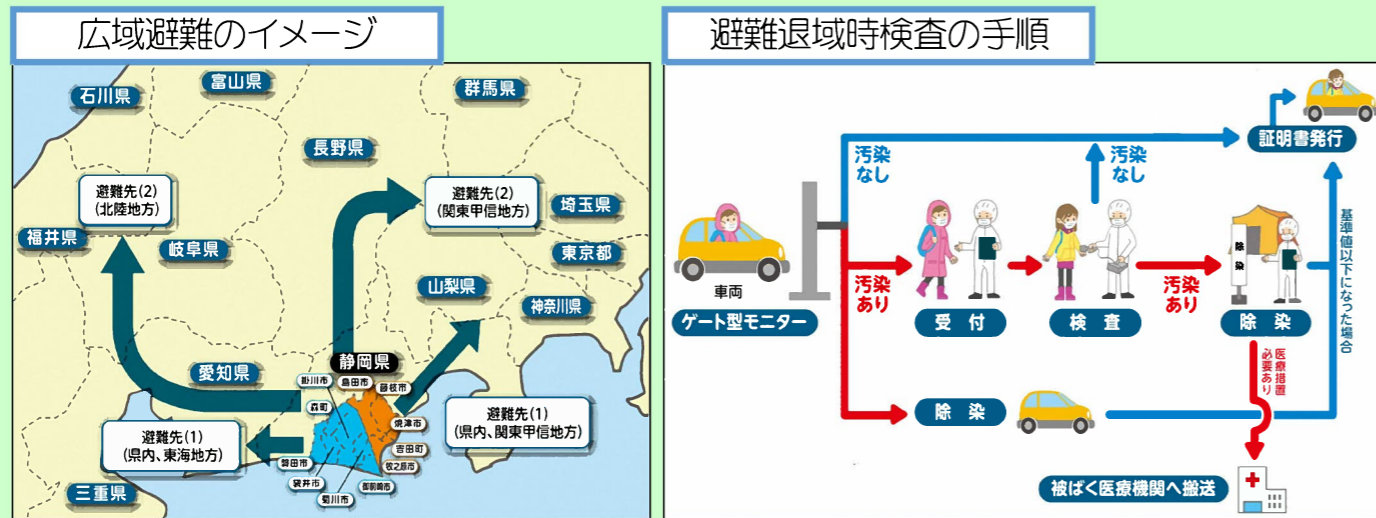 広域避難のイメージ
石川県
富山県
群馬県
長野県
避難先(2)
(北陸地方)
避難先(2)
(関東甲信地方)
埼玉県
福井県
岐阜県
東京都
山梨県
神奈川県
静岡県
愛知県
掛川市
島田市
藤枝市
森町
焼津市
避難先(1)
(県内、関東甲信地方)
避難先(1)
(県内、東海地方)
吉田町
磐田市
牧之原市
袋井市
御前崎市
菊川市
三重県
避難退域時検査の手順
証明書発行
汚染
なし
汚染
なし
車両
ゲート型モニター
汚染
あり
受付
検査
汚染
あり
除染
除染
基準値以下になった場合
医療措置
必要あり
除染
被ばく医療機関へ搬送